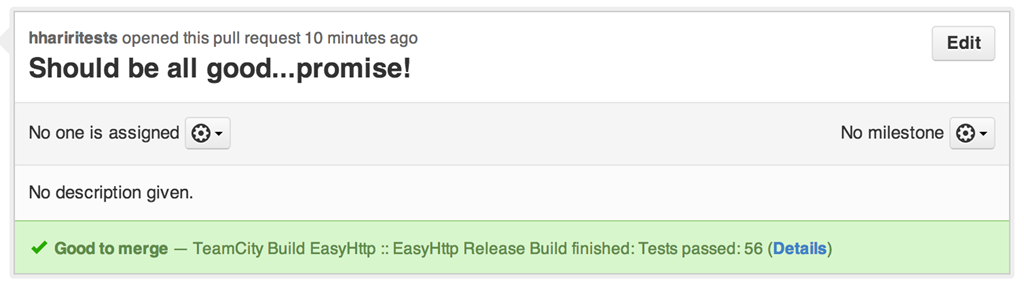 hhariritests opened this pull request 10 minutes ago
Edit
Should be all good...promise!
No one is assigned
No milestone
No description given.
Good to merge — TeamCity Build EasyHttp :: EasyHttp Release Build finished: Tests passed: 56 (Details)